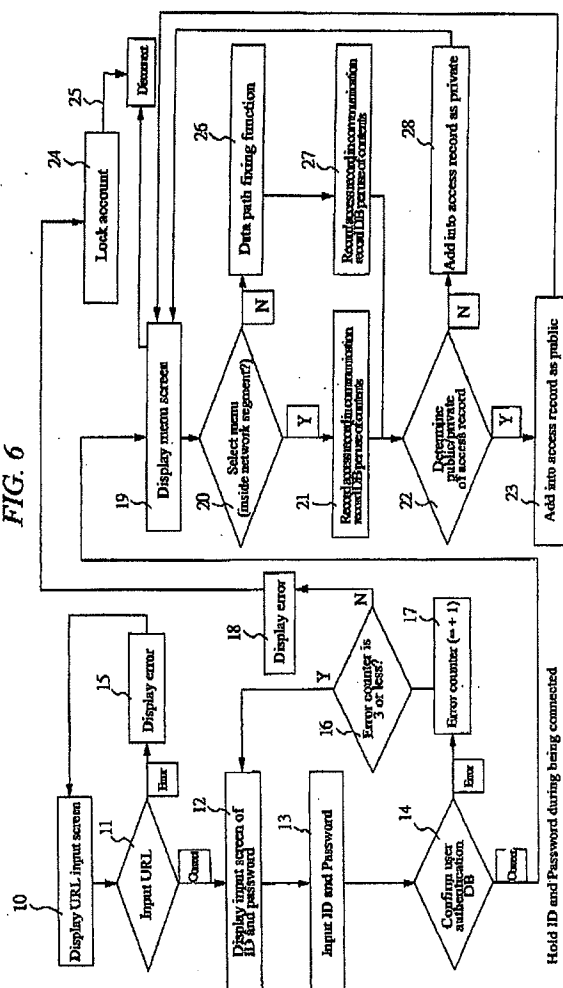 FIG. 6
10
Display URL input screen
11
Input URL
Error
15
Display error
Correct
12
Display input screen of
ID and password
13
Input ID and Password
14
Confirm user
authentication
DB
Error
Correct
17
Error counter (=+ 1)
16
Error counter is
3 or less?
Y
N
18
Display error
Hold ID and Password during being connected
19
Display menu screen
24
Lock account
25
Disconnect
20
Select menu
(inside network segment?)
N
Y
26
Data path fixing function
21
Record access record in communication
record DB per use of contents
27
Record access record in communication
record DB per use of contents
22
Determine
public/private
of access record
N
Y
28
Add into access record as private
23
Add into access record as public